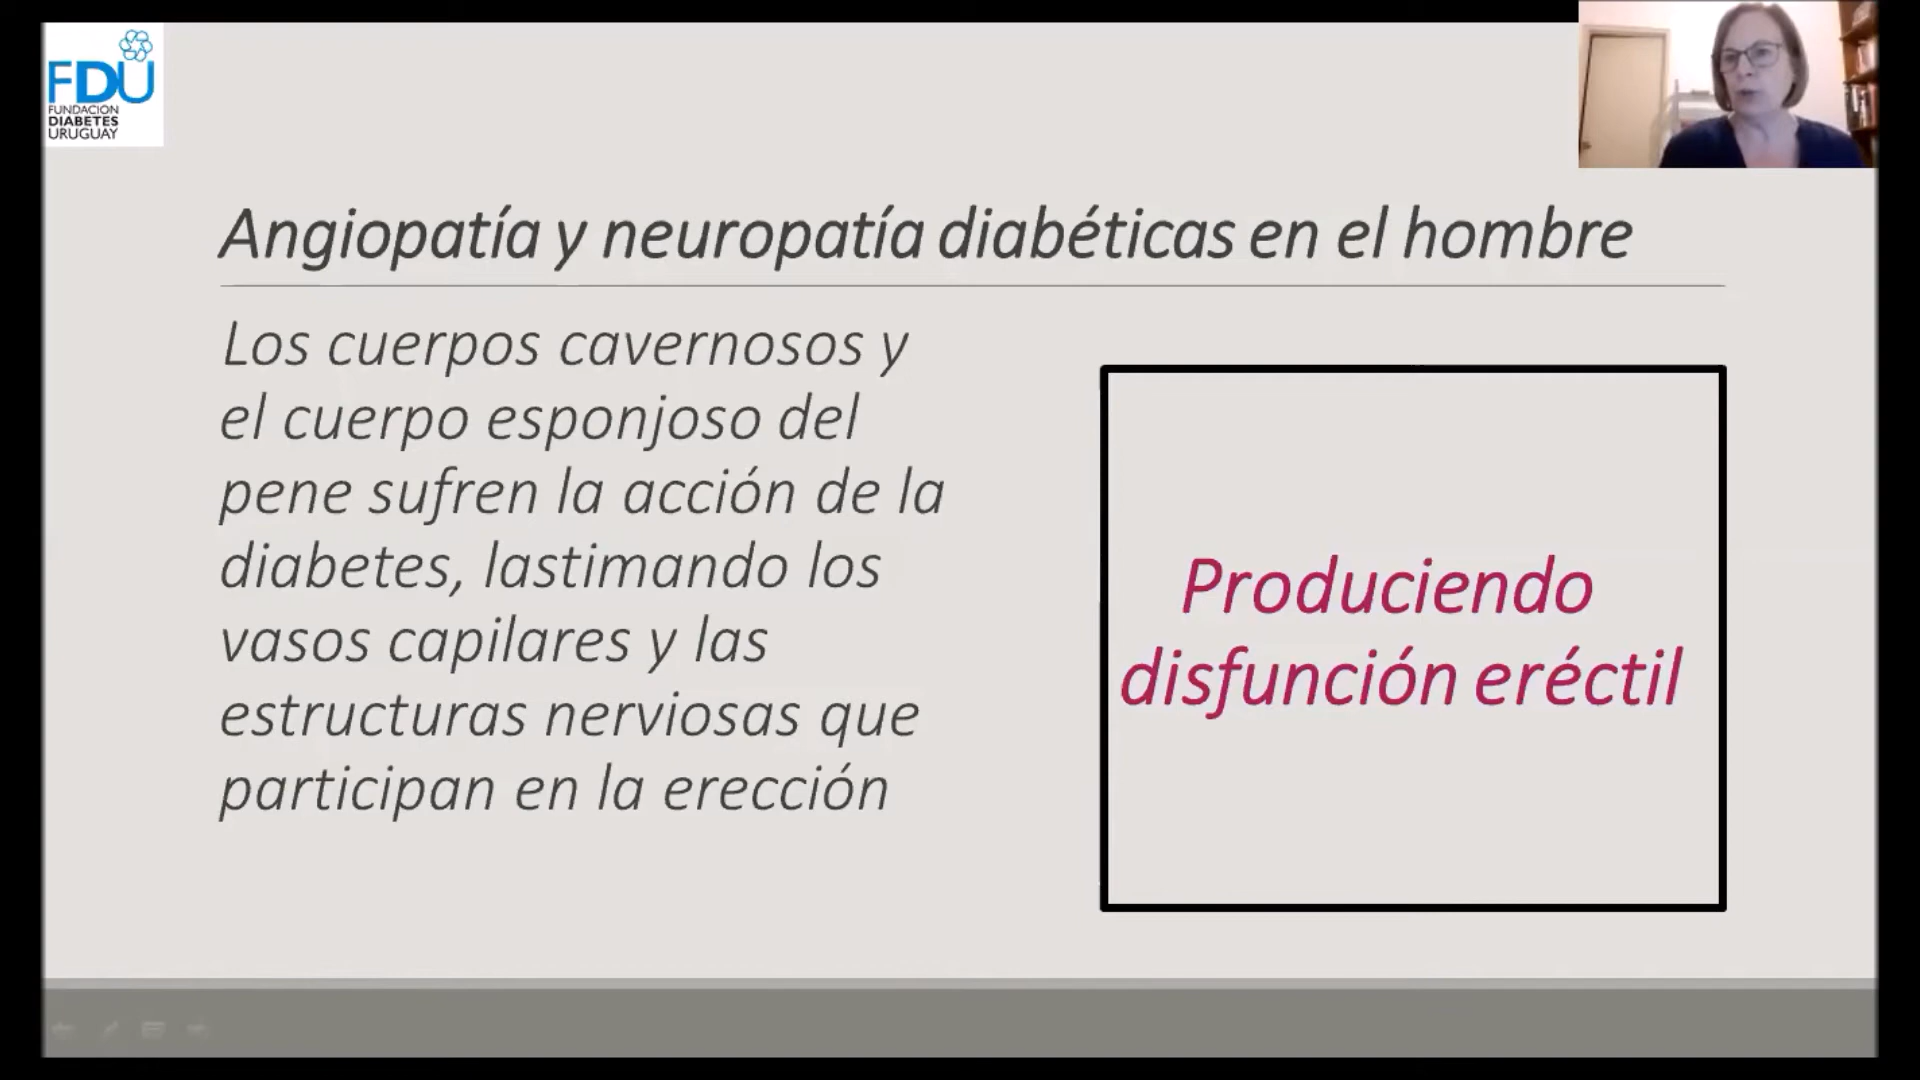 FDU
FUNDACIÓN
DIABETES
URUGUAY
Angiopatía y neuropatía diabéticas en el hombre
Los cuerpos cavernosos y
el cuerpo esponjoso del
pene sufren la acción de la
diabetes, lastimando los
vasos capilares y las
estructuras nerviosas que
participan en la erección
Produciendo
disfunción eréctil